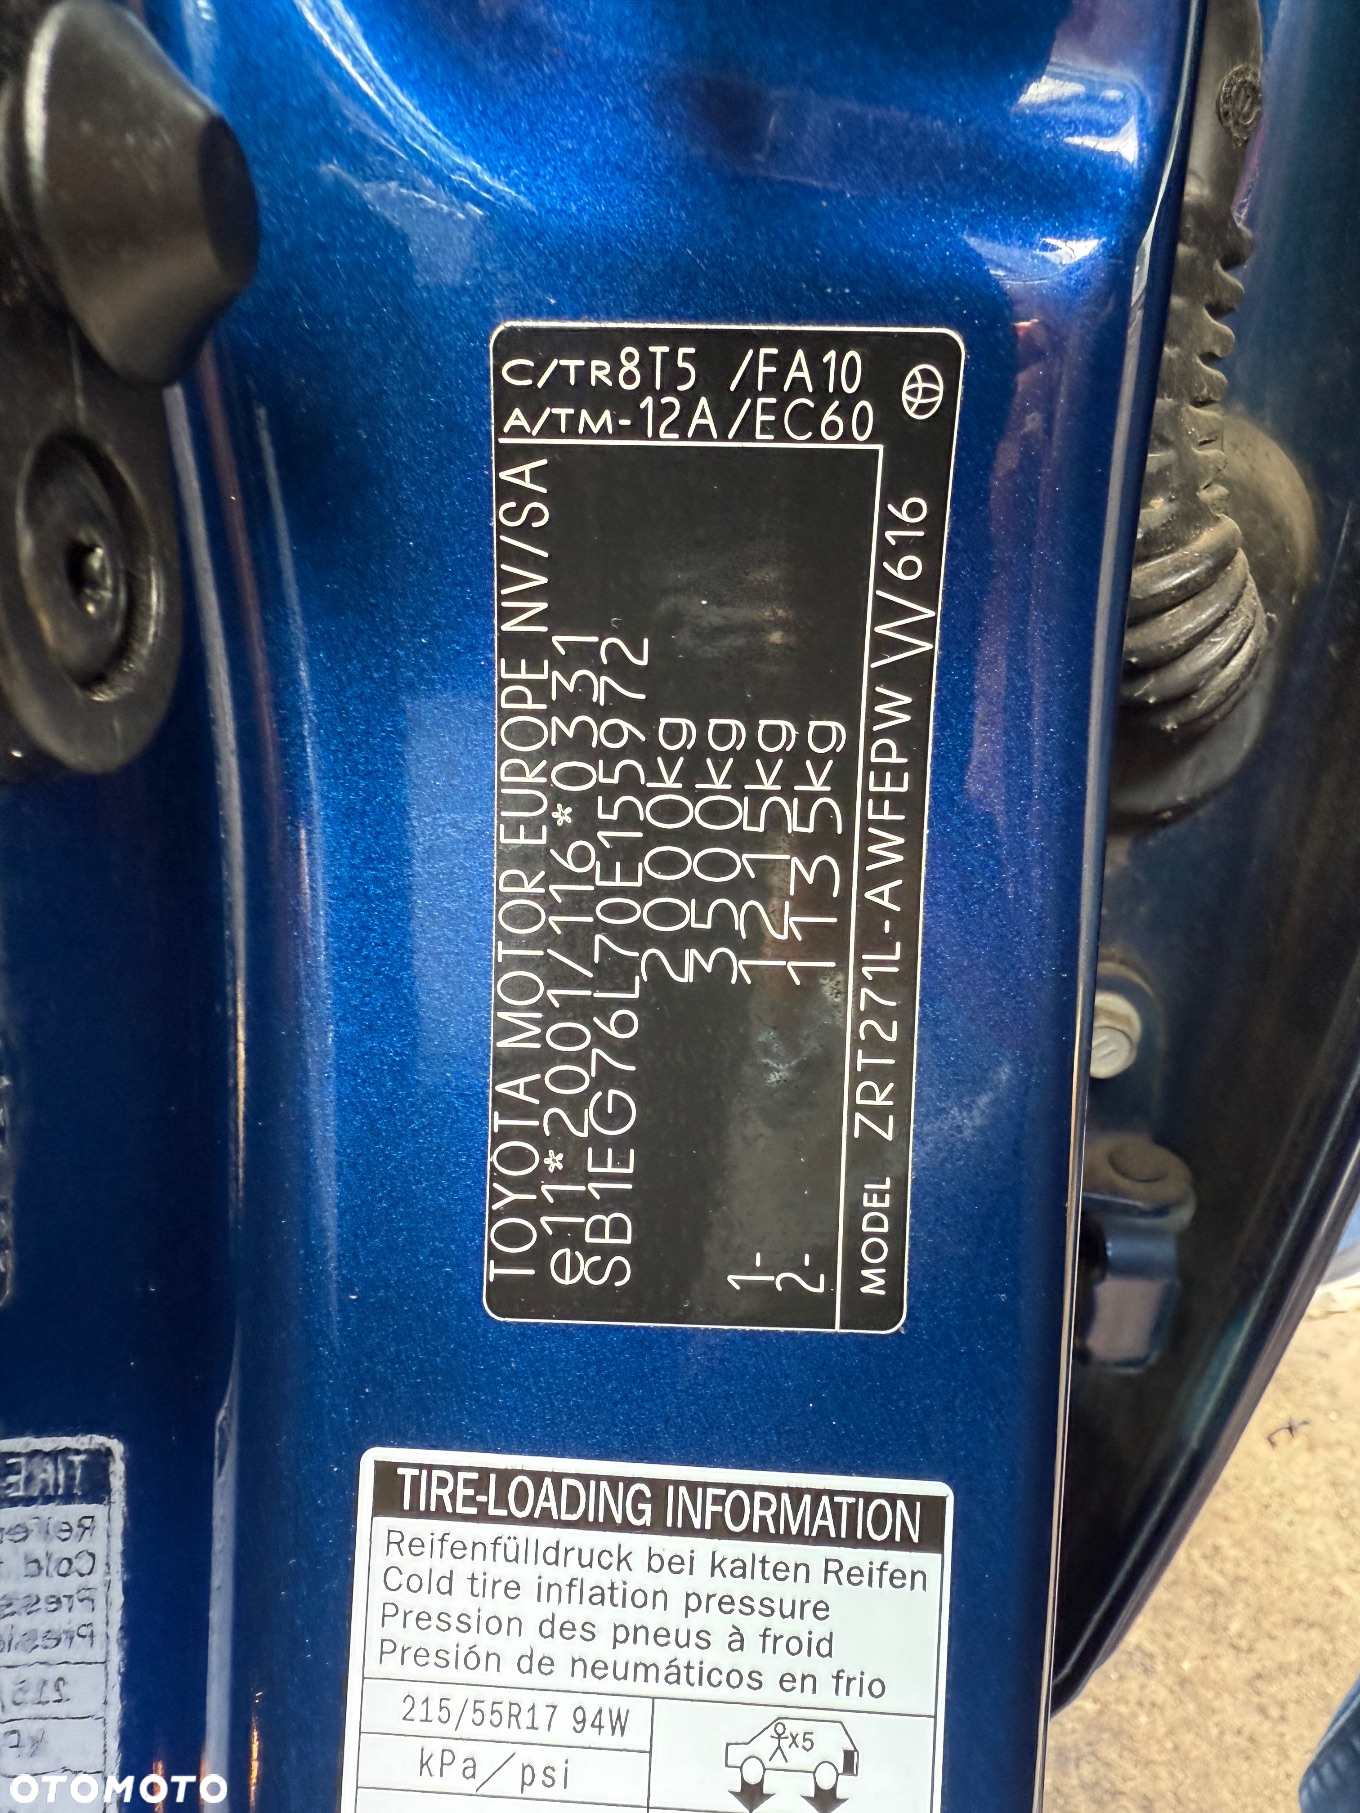 C/TR8T5 /FA10
A/TM-12A/EC60
TOYOTA MOTOR EUROPE NV/SA
e11*2001/116*0331
SB1EG76L70E155972
2000kg
3500kg
1- 1215kg
2- 1135kg
MODEL ZRT271L-AWFEPW W616
TIRE-LOADING INFORMATION
Reifenfülldruck bei kalten Reifen
Cold tire inflation pressure
Pression des pneus à froid
Presión de neumáticos en frio
215/55R17 94W
x5
kPa/psi
OTOMOTO